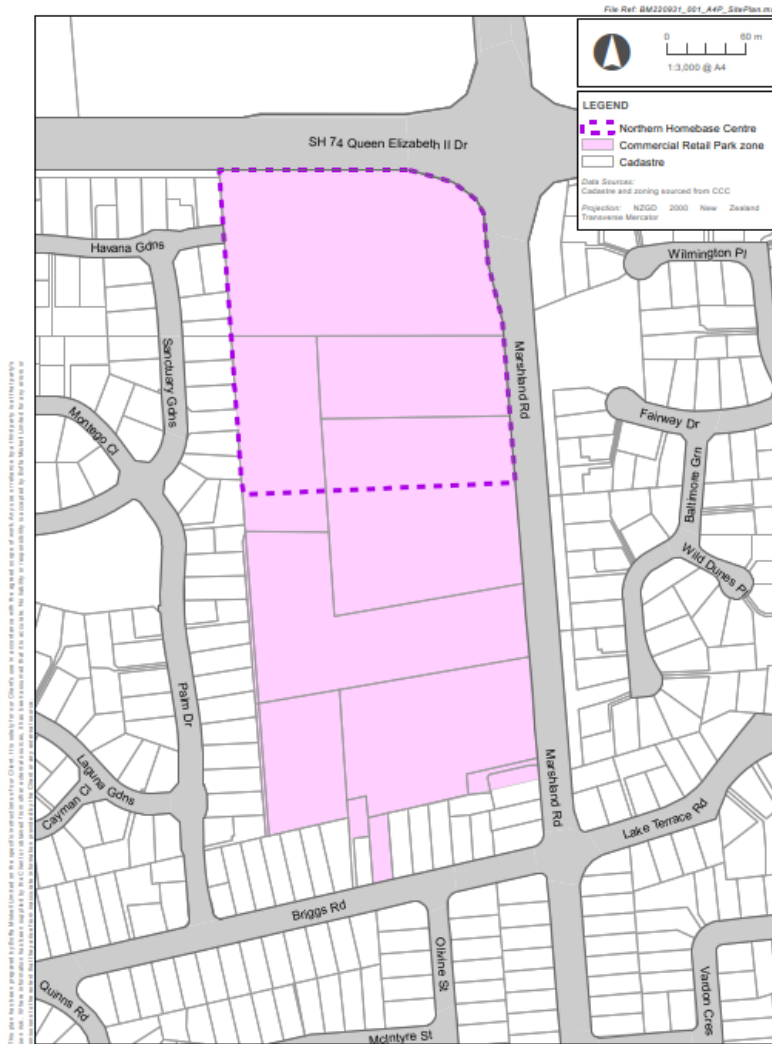 File Ref: BM220931_001_A4P_SitePlan.m
0 60 m
1:3,000 @ A4
LEGEND
Northern Homebase Centre
Commercial Retail Park zone
Cadastre
Data Sources:
Cadastre and zoning sourced from CCC
Projection: NZGD 2000 New Zealand
Transverse Mercator
SH 74 Queen Elizabeth II Dr
Havana Gdns
Wilmington Pl
Sanctuary Gdns
Marshland Rd
Montego Cl
Fairway Dr
Baltimore Grn
Wild Dunes Pl
Palm Dr
Laguna Gdns
Cayman Cl
Marshland Rd
Lake Terrace Rd
Briggs Rd
Olivine St
Quinns Rd
Vardon Cres
McIntyre St